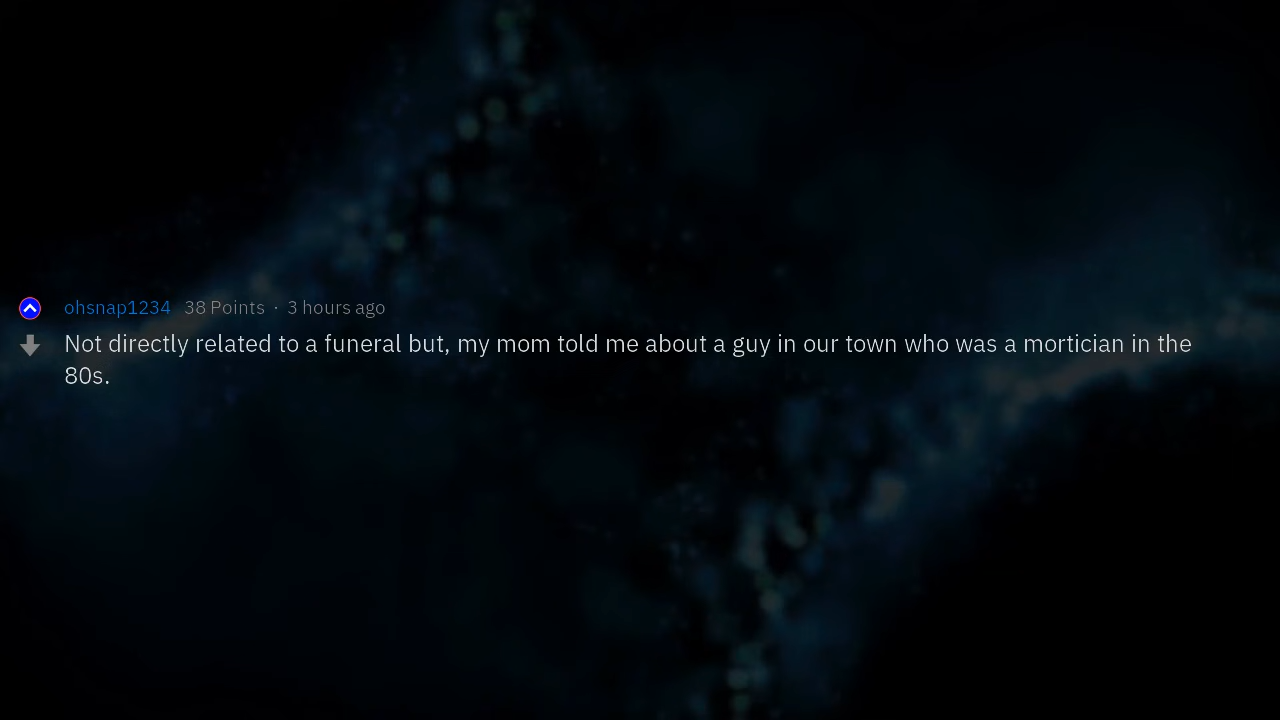 ohsnap1234 38 Points · 3 hours ago
Not directly related to a funeral but, my mom told me about a guy in our town who was a mortician in the
80s.